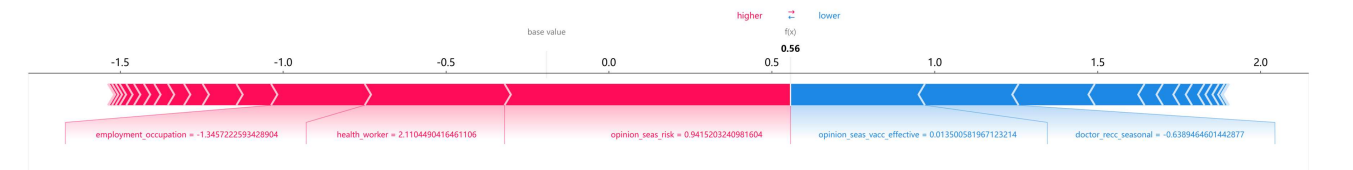 higher ⇄ lower
base value f(x)
0.56
-1.5 -1.0 -0.5 0.0 0.5 1.0 1.5 2.0
employment_occupation = -1.3457222593428904 health_worker = 2.1104490416461106 opinion_seas_risk = 0.9415203240981604 opinion_seas_vacc_effective = 0.013500581967123214 doctor_recc_seasonal = -0.6389464601442877